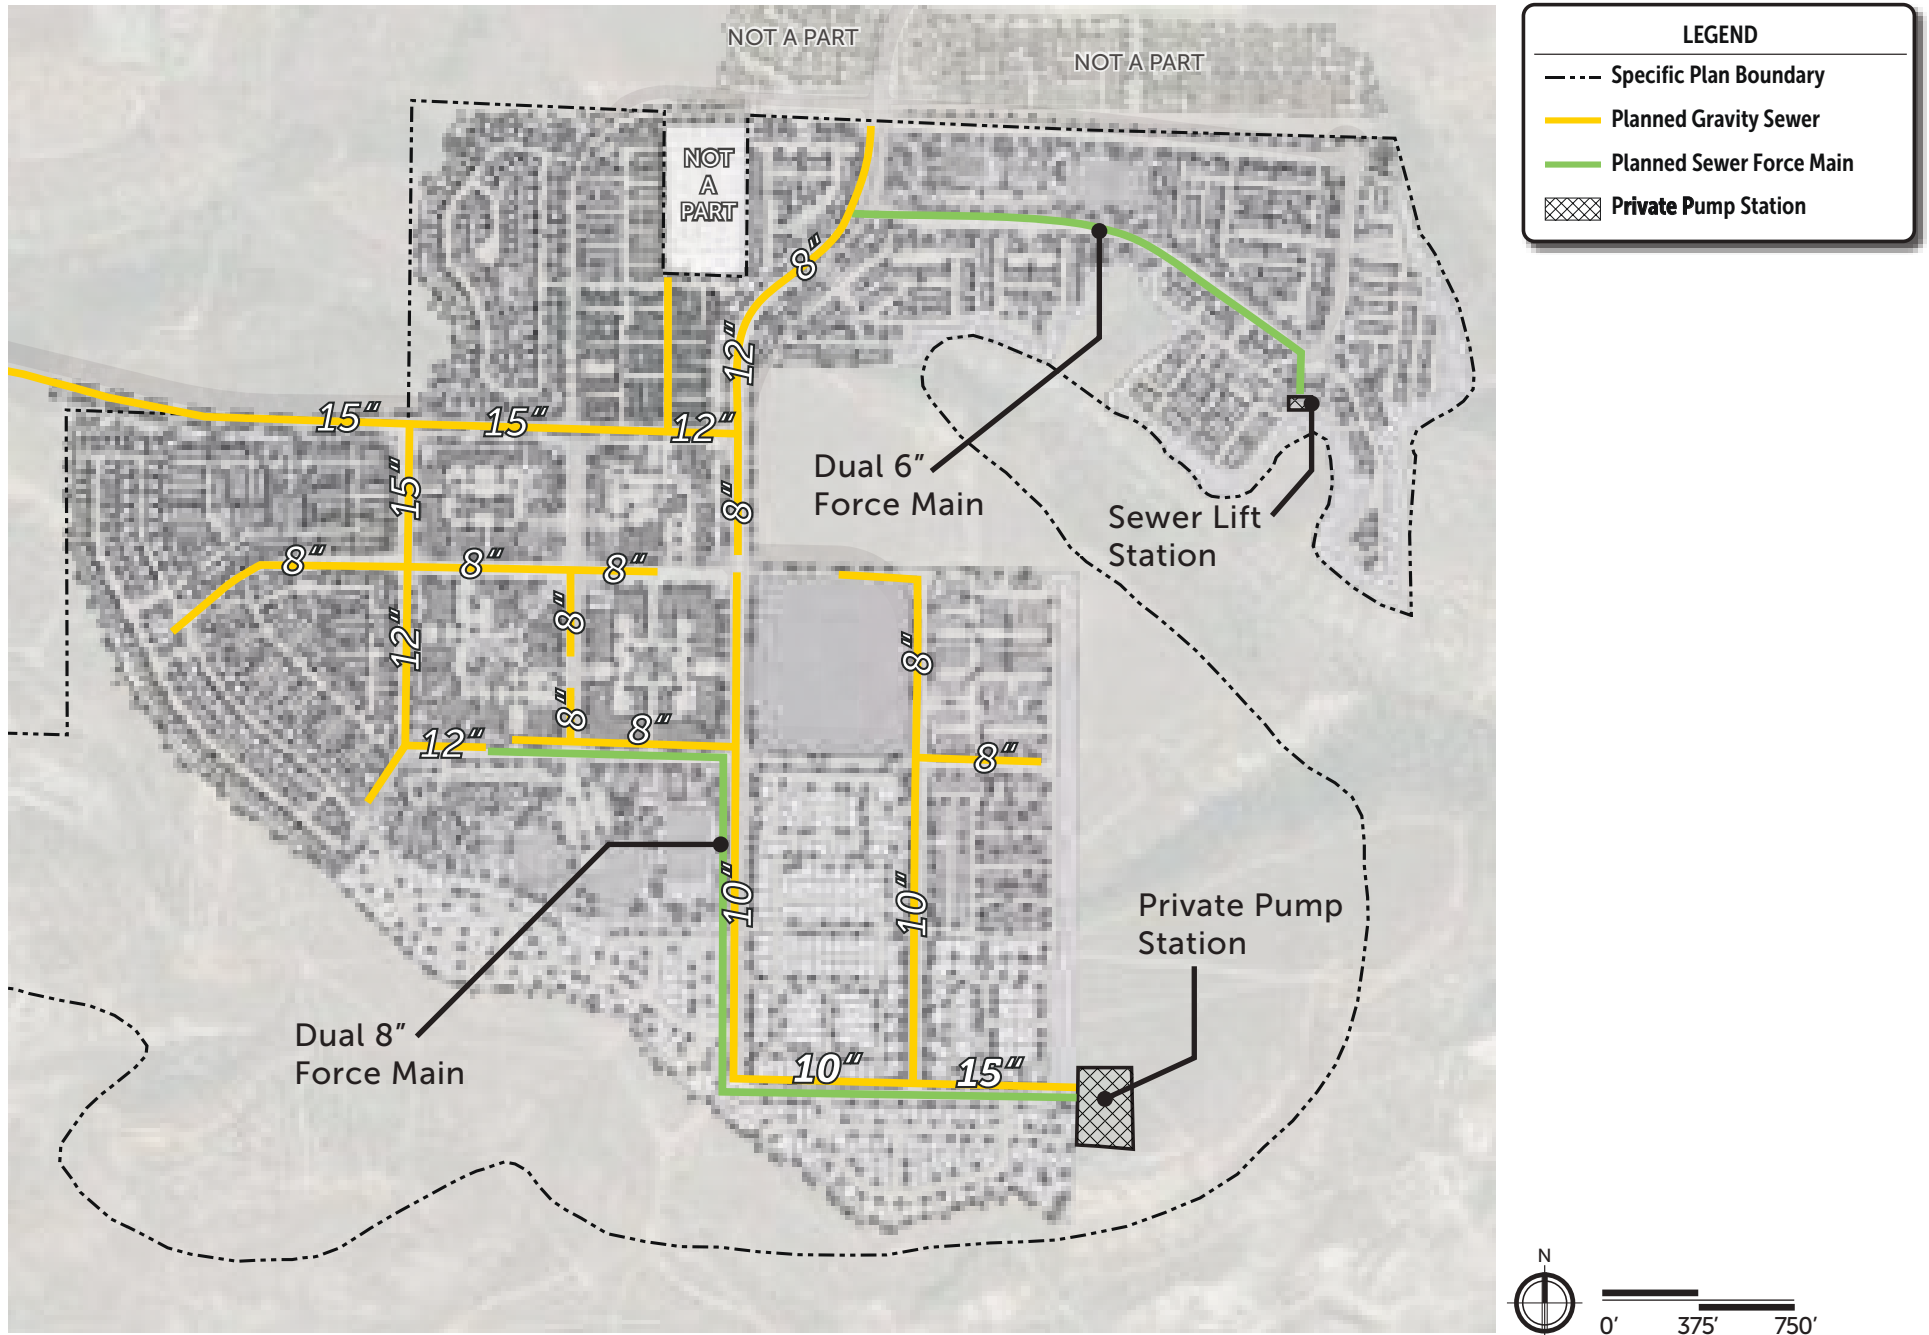 NOT A PART
NOT A PART
NOT
A
PART
LEGEND
Specific Plan Boundary
Planned Gravity Sewer
Planned Sewer Force Main
Private Pump Station
8"
12"
15"
15"
12"
15"
8"
Dual 6"
Force Main
Sewer Lift
Station
8"
8"
8"
8"
12"
8"
8"
8"
12"
8"
10"
10"
Private Pump
Station
Dual 8"
Force Main
10"
15"
N
0'
375'
750'